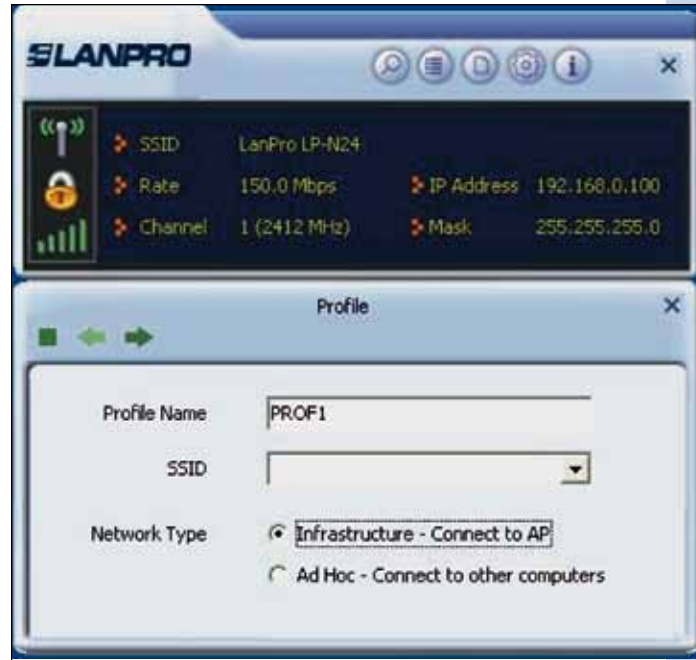 LANPRO
SSID LanPro LP-N24
Rate 150.0 Mbps IP Address 192.168.0.100
Channel 1 (2412 MHz) Mask 255.255.255.0
Profile
Profile Name PROF1
SSID
Network Type Infrastructure - Connect to AP
Ad Hoc - Connect to other computers